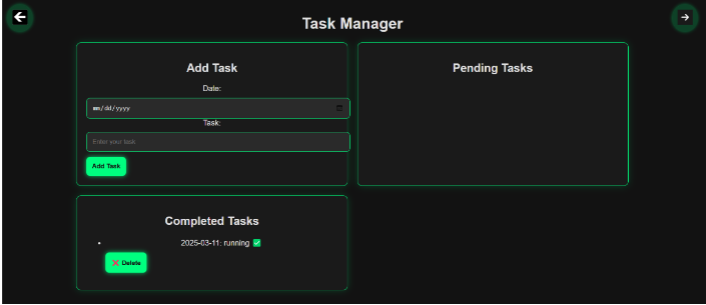 Task Manager
Add Task
Date:
mm/dd/yyyy
Task:
Enter your task
Add Task
Pending Tasks
Completed Tasks
2025-03-11: running ✅
❌ Delete